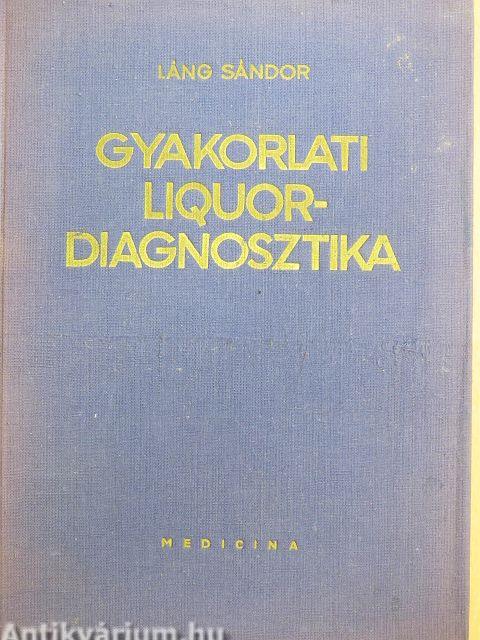 LÁNG SÁNDOR
GYAKORLATI
LIQUOR-
DIAGNOSZTIKA
MEDICINA
Antikvárium.hu